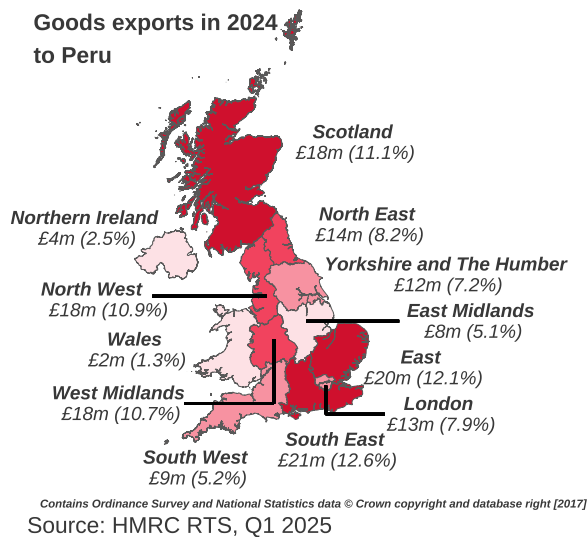 Goods exports in 2024
to Peru
Scotland
£18m (11.1%)
Northern Ireland
£4m (2.5%)
North East
£14m (8.2%)
Yorkshire and The Humber
£12m (7.2%)
North West
£18m (10.9%)
East Midlands
£8m (5.1%)
Wales
£2m (1.3%)
East
£20m (12.1%)
West Midlands
£18m (10.7%)
London
£13m (7.9%)
South East
£21m (12.6%)
South West
£9m (5.2%)
Contains Ordinance Survey and National Statistics data © Crown copyright and database right [2017]
Source: HMRC RTS, Q1 2025